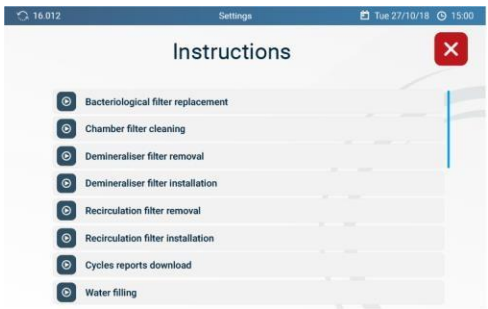 16.012 Settings Tue 27/10/18 15:00
Instructions
Bacteriological filter replacement
Chamber filter cleaning
Demineraliser filter removal
Demineraliser filter installation
Recirculation filter removal
Recirculation filter installation
Cycles reports download
Water filling